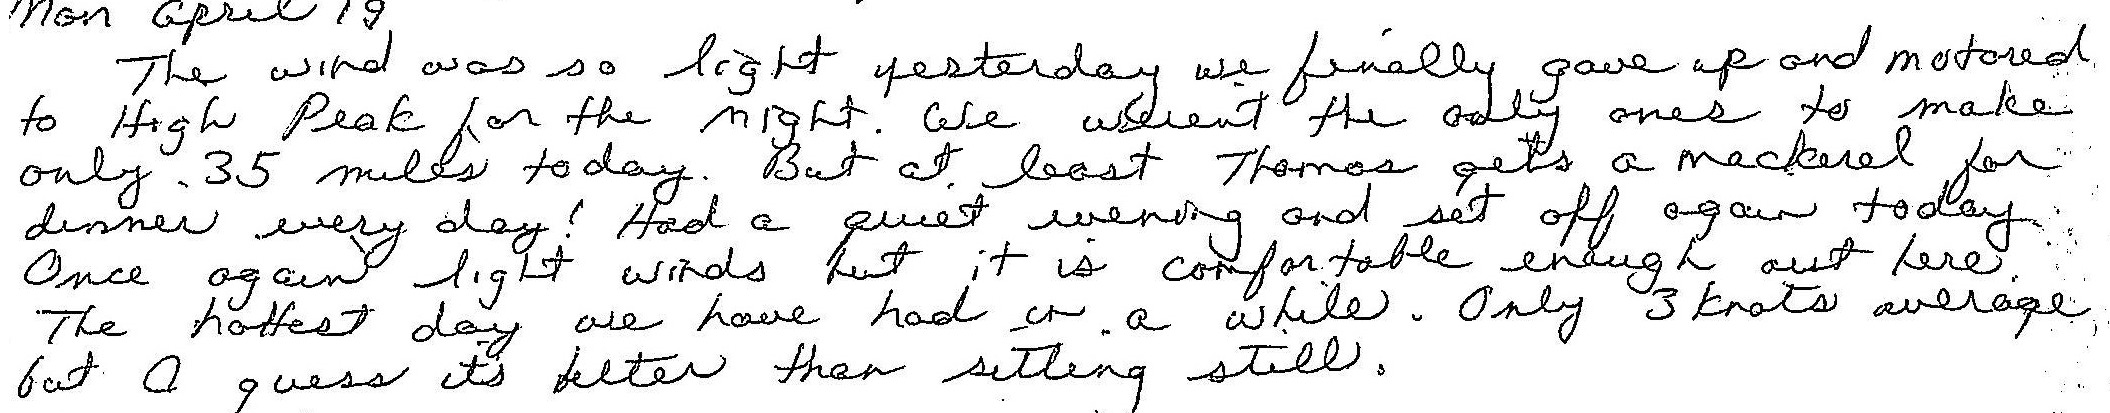 Mon April 19
The wind was so light yesterday we finally gave up and motored
to High Peak for the night. We weren't the only ones to make
only 35 miles today. But at least Thomas gets a mackerel for
dinner every day! Had a quiet evening and set off again today
Once again light winds but it is comfortable enough out here.
The hottest day we have had in a while. Only 3 knots average
but I guess its better than sitting still.